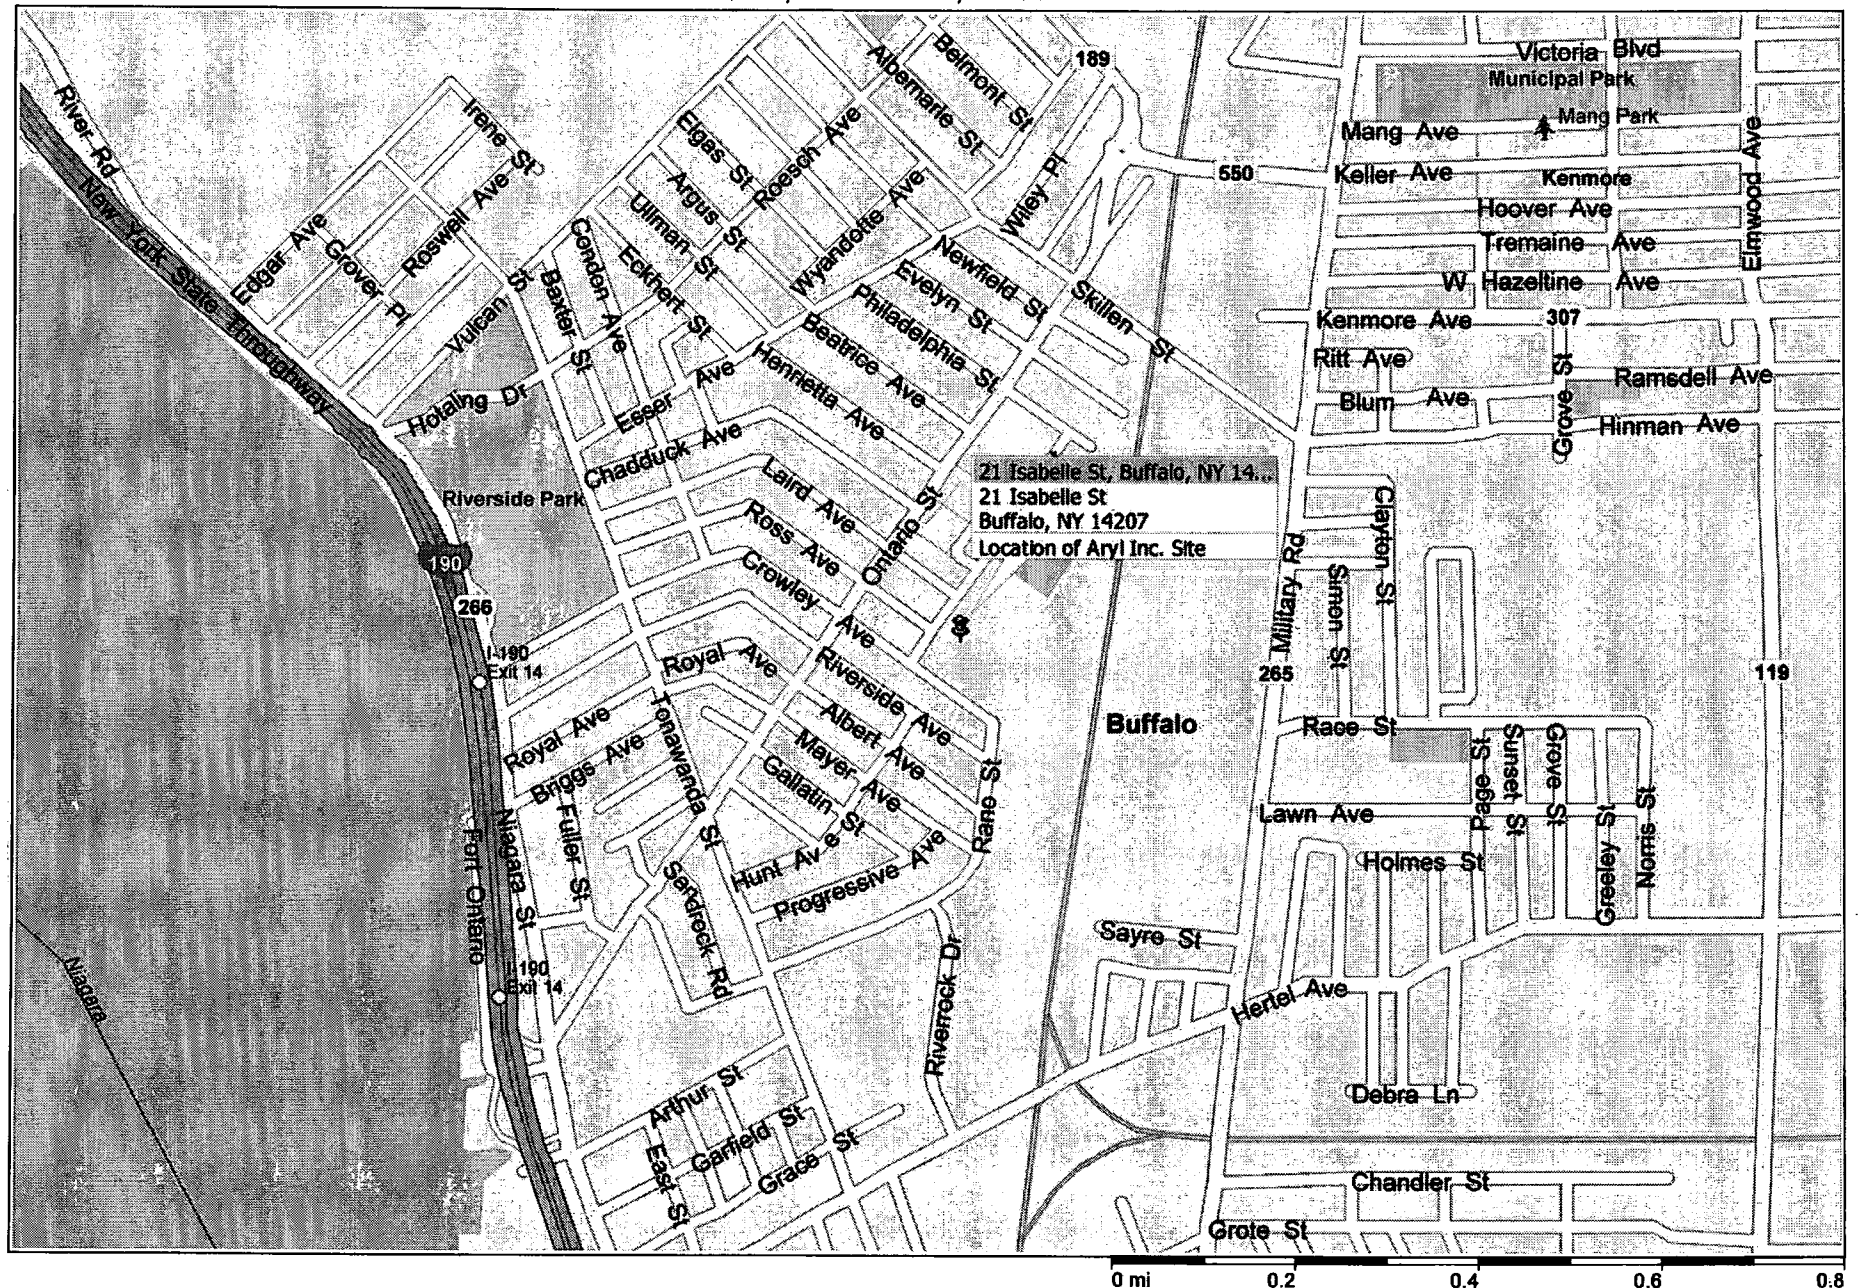 189
Belmont St
Albemarle St
Victoria Blvd
Municipal Park
Mang Park
Mang Ave
Elmwood Ave
River Rd
Irene St
Elgas St
Roesch Ave
Wiley Pl
550
Keller Ave
Kenmore
Hoover Ave
New York State Throughway
Edgar Ave
Grover Pl
Roswell Ave
Argus St
Ullman St
Wyandotte Ave
Condon Ave
Eckhert St
Newfield St
Evelyn St
Tremaine Ave
W Hazeltine Ave
Vulcan St
Baxter St
Philadelphia St
Skillen St
Kenmore Ave
307
Beatrice Ave
Henrietta Ave
Ritt Ave
Grove St
Ramsdell Ave
Hotaling Dr
Esser Ave
Blum Ave
Hinman Ave
Chadduck Ave
Laird Ave
21 Isabelle St, Buffalo, NY 14...
21 Isabelle St
Buffalo, NY 14207
Location of Aryl Inc. Site
Riverside Park
Ross Ave
Ontario St
Clayton St
Military Rd
Simon St
190
Crowley Ave
266
I-190
Exit 14
Royal Ave
Riverside Ave
265
119
Tonawanda St
Albert Ave
Buffalo
Race St
Royal Ave
Briggs Ave
Mayer Ave
Gallatin St
Rano St
Page St
Sunset St
Grove St
Greeley St
Norris St
Lawn Ave
Fort Ontario
Niagara St
Fuller St
Hunt Ave
Progressive Ave
Holmes St
Sandrock Rd
Sayre St
Niagara
I-190
Exit 14
Riverrock Dr
Hertel Ave
Arthur St
Debra Ln
Garfield St
East St
Grace St
Chandler St
Grote St
0 mi 0.2 0.4 0.6 0.8